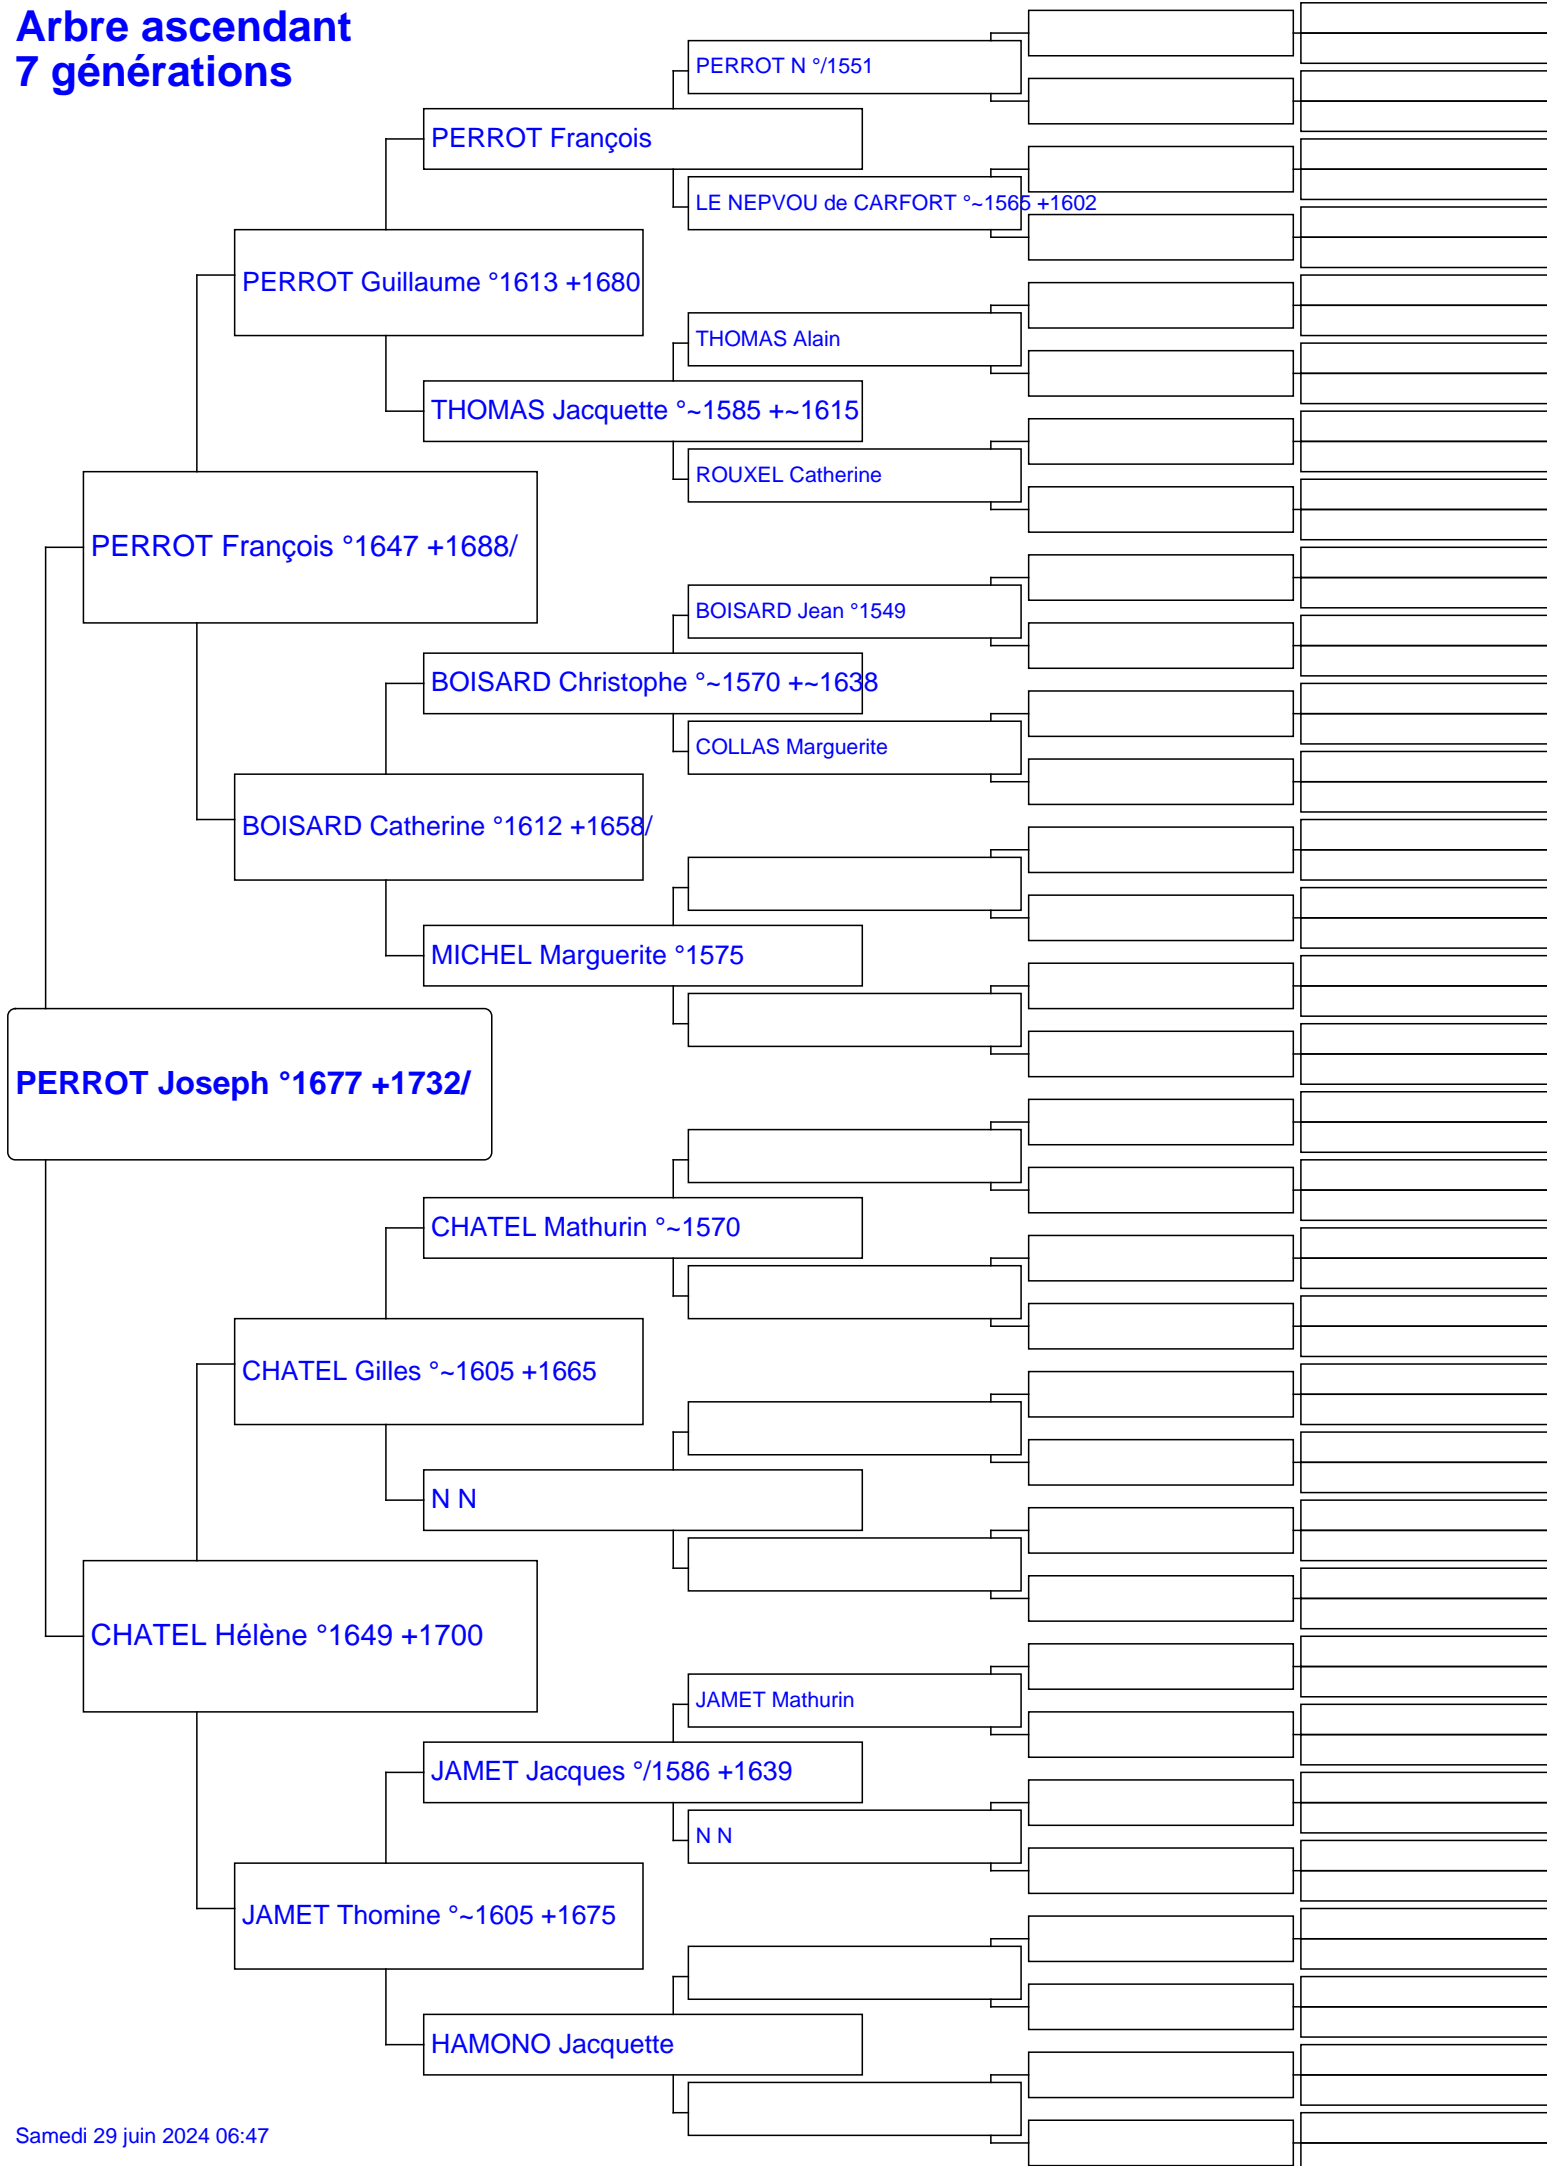 Arbre ascendant
7 générations
PERROT N °/1551
PERROT François
LE NEPVOU de CARFORT °~1565 +1602
PERROT Guillaume °1613 +1680
THOMAS Alain
THOMAS Jacquette °~1585 +~1615
ROUXEL Catherine
PERROT François °1647 +1688/
BOISARD Jean °1549
BOISARD Christophe °~1570 +~1638
COLLAS Marguerite
BOISARD Catherine °1612 +1658/
MICHEL Marguerite °1575
PERROT Joseph °1677 +1732/
CHATEL Mathurin °~1570
CHATEL Gilles °~1605 +1665
N N
CHATEL Hélène °1649 +1700
JAMET Mathurin
JAMET Jacques °/1586 +1639
N N
JAMET Thomine °~1605 +1675
HAMONO Jacquette
Samedi 29 juin 2024 06:47